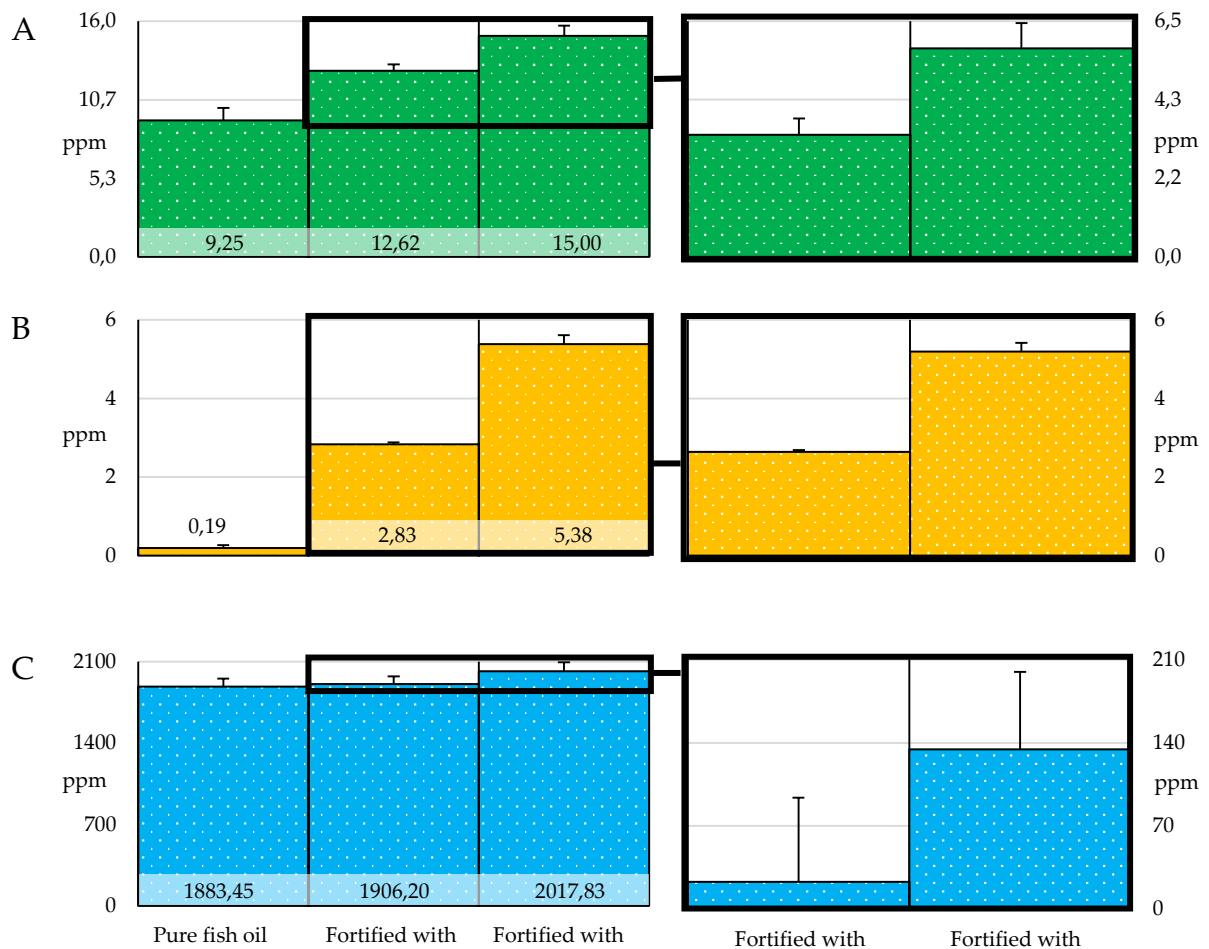 A
16,0
10,7
ppm
5,3
0,0
9,25
12,62
15,00
6,5
4,3
ppm
2,2
0,0
B
6
4
ppm
2
0
0,19
2,83
5,38
6
4
ppm
2
0
C
2100
1400
ppm
700
0
1883,45
1906,20
2017,83
210
140
ppm
70
0
Pure fish oil
Fortified with
Fortified with
Fortified with
Fortified with